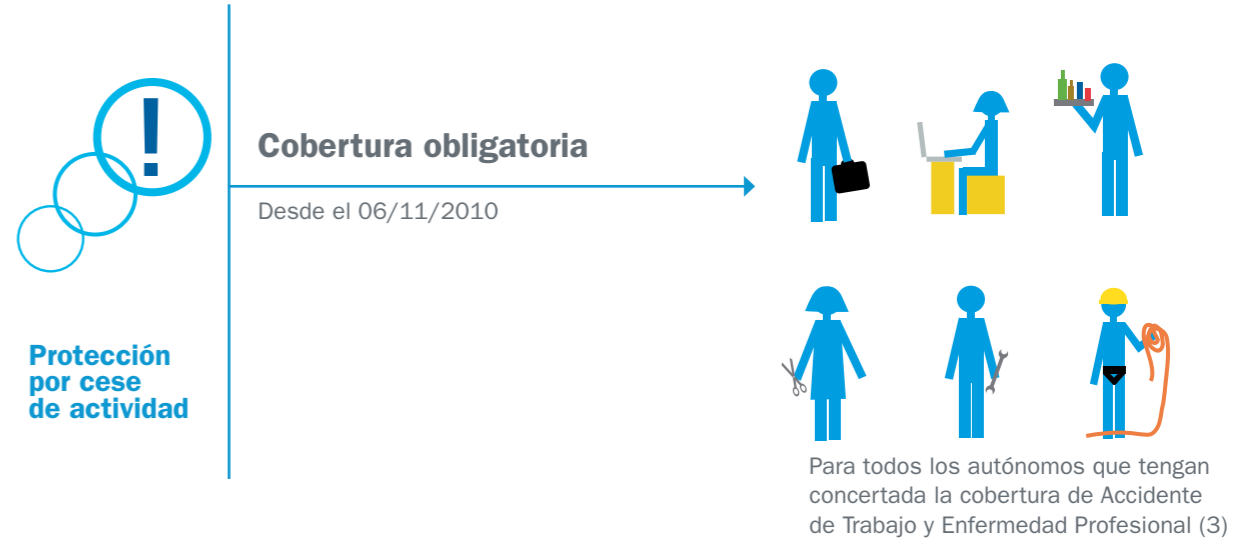 !
Cobertura obligatoria
Desde el 06/11/2010
Protección
por cese
de actividad
Para todos los autónomos que tengan
concertada la cobertura de Accidente
de Trabajo y Enfermedad Profesional (3)